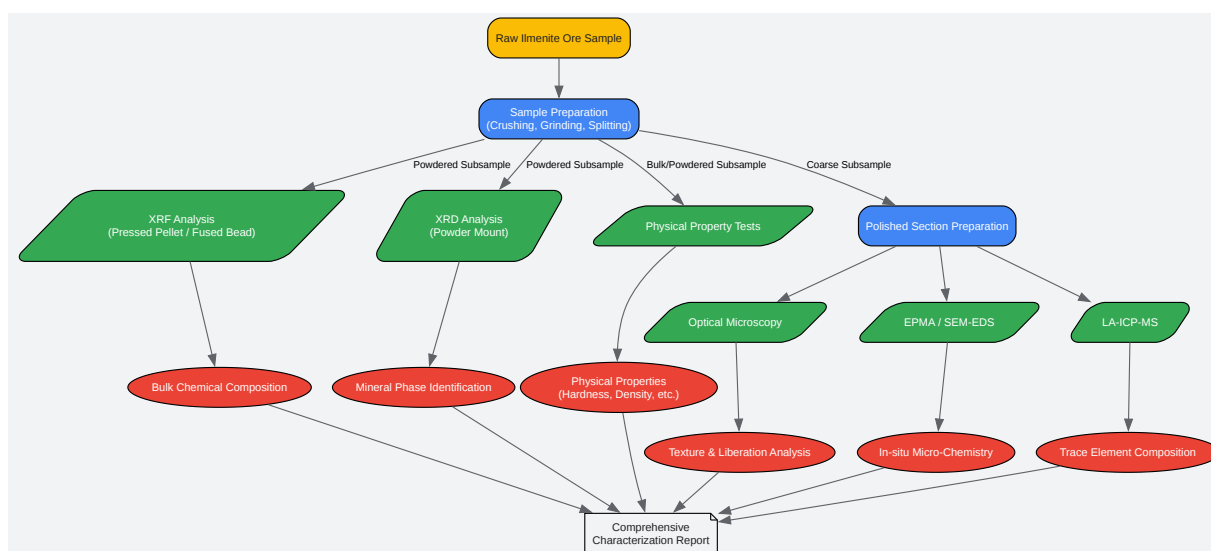 Raw Ilmenite Ore Sample
Sample Preparation
(Crushing, Grinding, Splitting)
Powdered Subsample
Powdered Subsample
Bulk/Powdered Subsample
Coarse Subsample
XRF Analysis
(Pressed Pellet / Fused Bead)
XRD Analysis
(Powder Mount)
Physical Property Tests
Polished Section Preparation
Optical Microscopy
EPMA / SEM-EDS
LA-ICP-MS
Bulk Chemical Composition
Mineral Phase Identification
Physical Properties
(Hardness, Density, etc.)
Texture & Liberation Analysis
In-situ Micro-Chemistry
Trace Element Composition
Comprehensive
Characterization Report